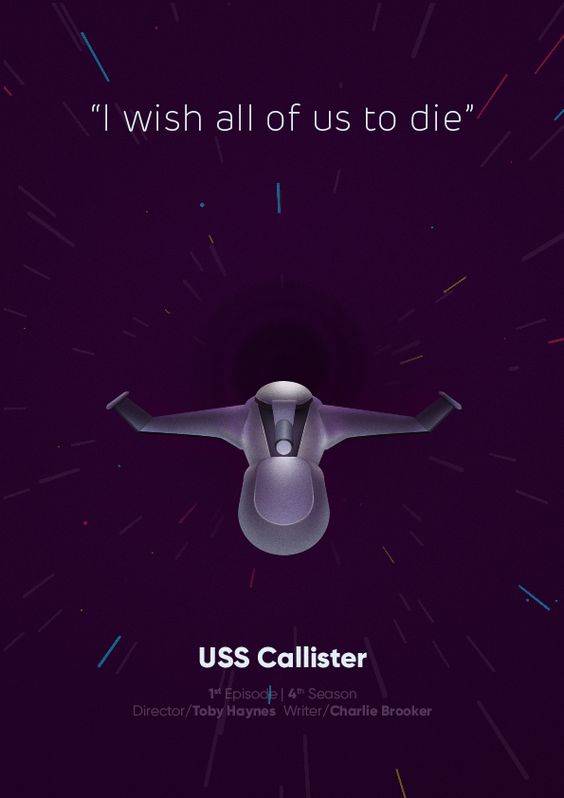 “I wish all of us to die”
USS Callister
1st Episode | 4th Season
Director/Toby Haynes Writer/Charlie Brooker